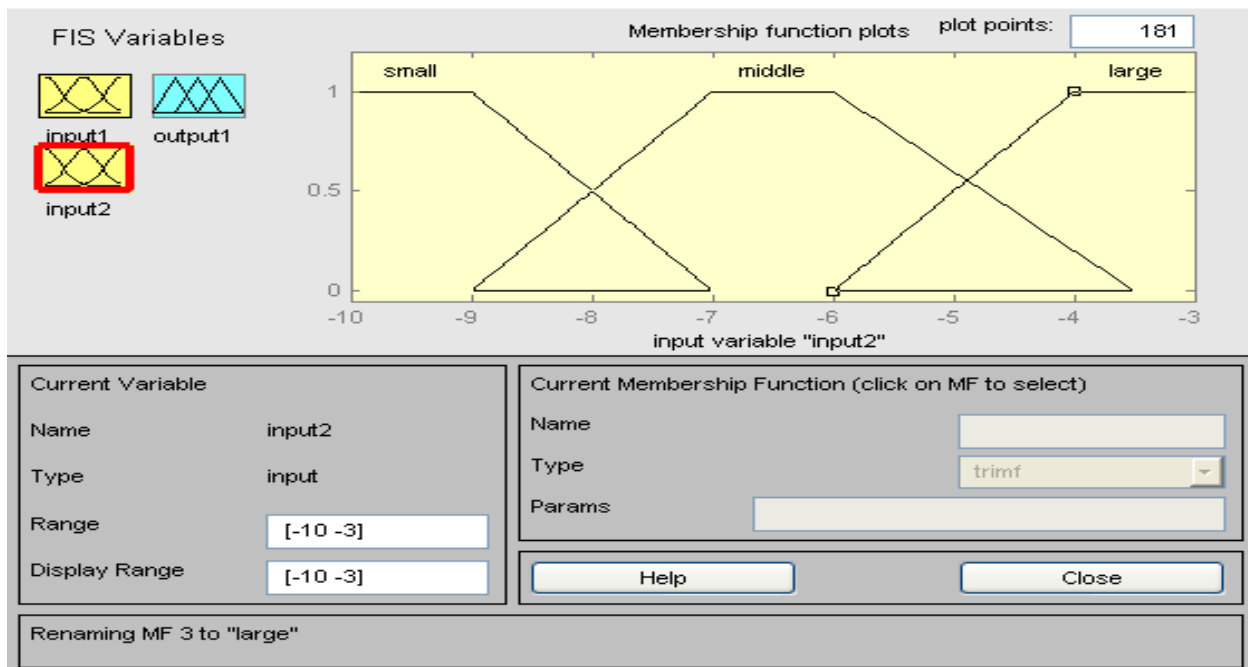 FIS Variables
Membership function plots
plot points:
181
input1
output1
input2
small
middle
large
1
0.5
0
-10
-9
-8
-7
-6
-5
-4
-3
input variable "input2"
Current Variable
Name
input2
Type
input
Range
[-10 -3]
Display Range
[-10 -3]
Current Membership Function (click on MF to select)
Name
Type
trimf
Params
Help
Close
Renaming MF 3 to "large"